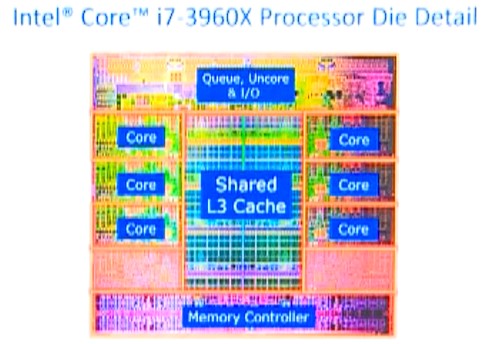 Intel® Core™ i7-3960X Processor Die Detail
Queue, Uncore
& I/O
Core
Core
Core
Core
Shared
L3 Cache
Core
Core
Memory Controller